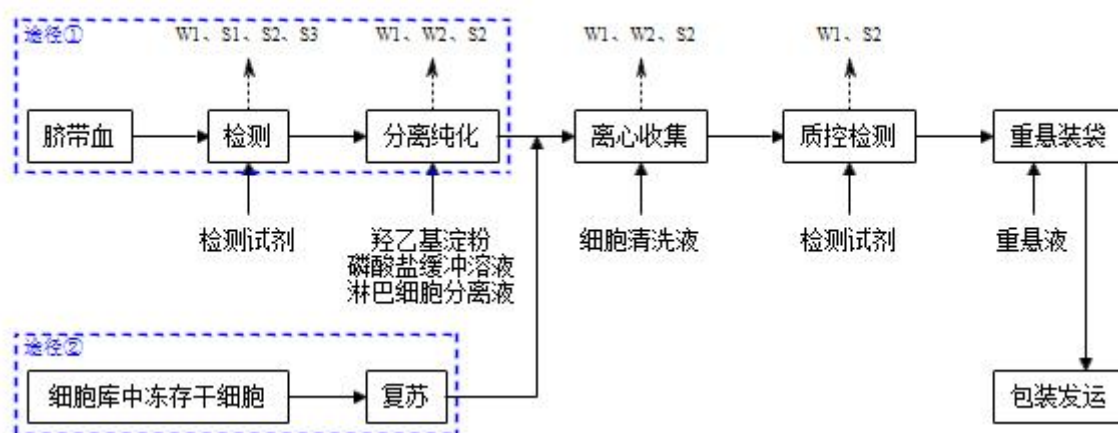 途径①
W1、S1、S2、S3
W1、W2、S2
W1、W2、S2
W1、S2
脐带血
检测
分离纯化
离心收集
质控检测
重悬装袋
检测试剂
羟乙基淀粉
磷酸盐缓冲溶液
淋巴细胞分离液
细胞清洗液
检测试剂
重悬液
途径②
细胞库中冻存干细胞
复苏
包装发运